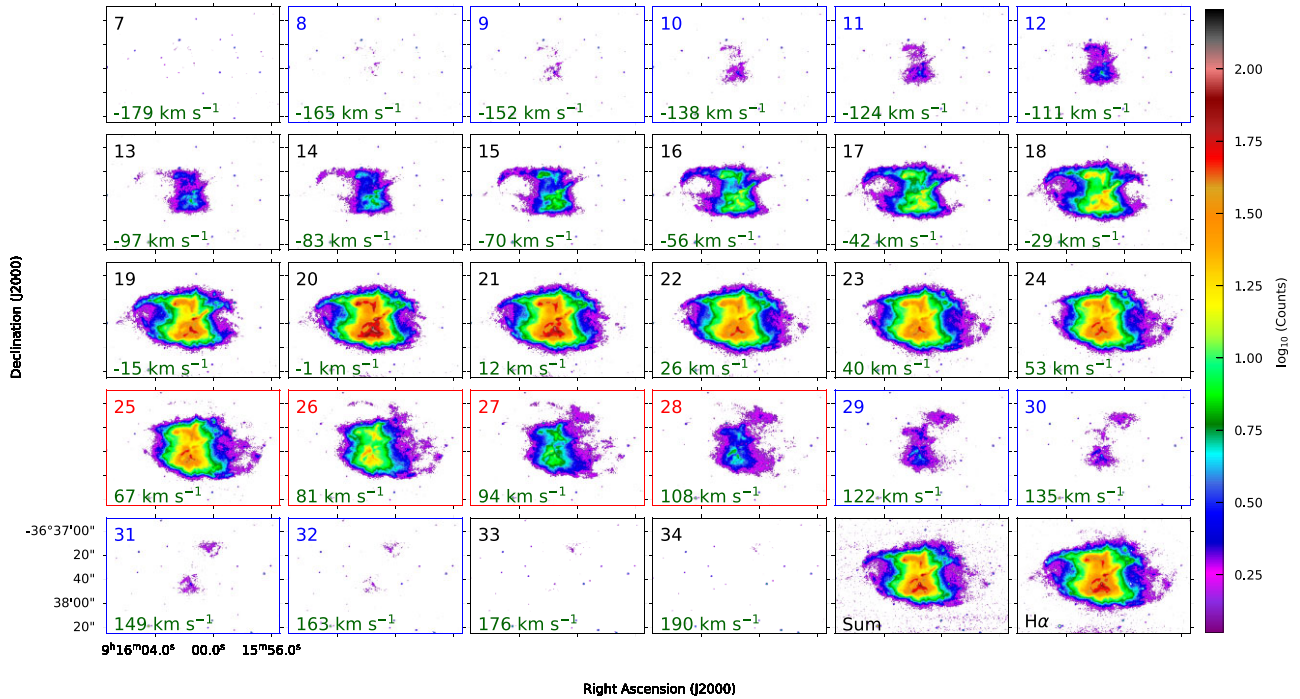 7 8 9 10 11 12
-179 km s⁻¹ -165 km s⁻¹ -152 km s⁻¹ -138 km s⁻¹ -124 km s⁻¹ -111 km s⁻¹
13 14 15 16 17 18
-97 km s⁻¹ -83 km s⁻¹ -70 km s⁻¹ -56 km s⁻¹ -42 km s⁻¹ -29 km s⁻¹
19 20 21 22 23 24
-15 km s⁻¹ -1 km s⁻¹ 12 km s⁻¹ 26 km s⁻¹ 40 km s⁻¹ 53 km s⁻¹
25 26 27 28 29 30
67 km s⁻¹ 81 km s⁻¹ 94 km s⁻¹ 108 km s⁻¹ 122 km s⁻¹ 135 km s⁻¹
31 32 33 34
149 km s⁻¹ 163 km s⁻¹ 176 km s⁻¹ 190 km s⁻¹ Sum Hα
-36°37'00"
20"
40"
38'00"
20"
9ʰ16ᵐ04.0ˢ 00.0ˢ 15ᵐ56.0ˢ
Right Ascension (J2000)
Declination (J2000)
2.00
1.75
1.50
1.25
1.00
0.75
0.50
0.25
log₁₀ (Counts)